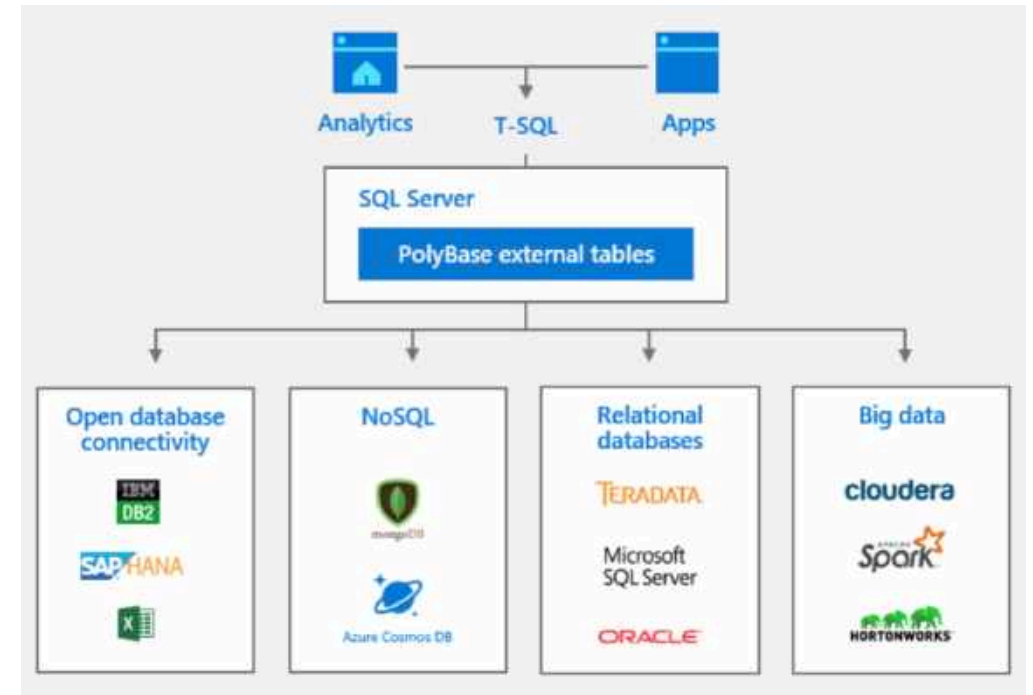 Analytics
T-SQL
Apps
SQL Server
PolyBase external tables
Open database
connectivity
IBM
DB2
SAP HANA
X
NoSQL
mongoDB
Azure Cosmos DB
Relational
databases
TERADATA
Microsoft
SQL Server
ORACLE
Big data
cloudera
APACHE
Spark
HORTONWORKS